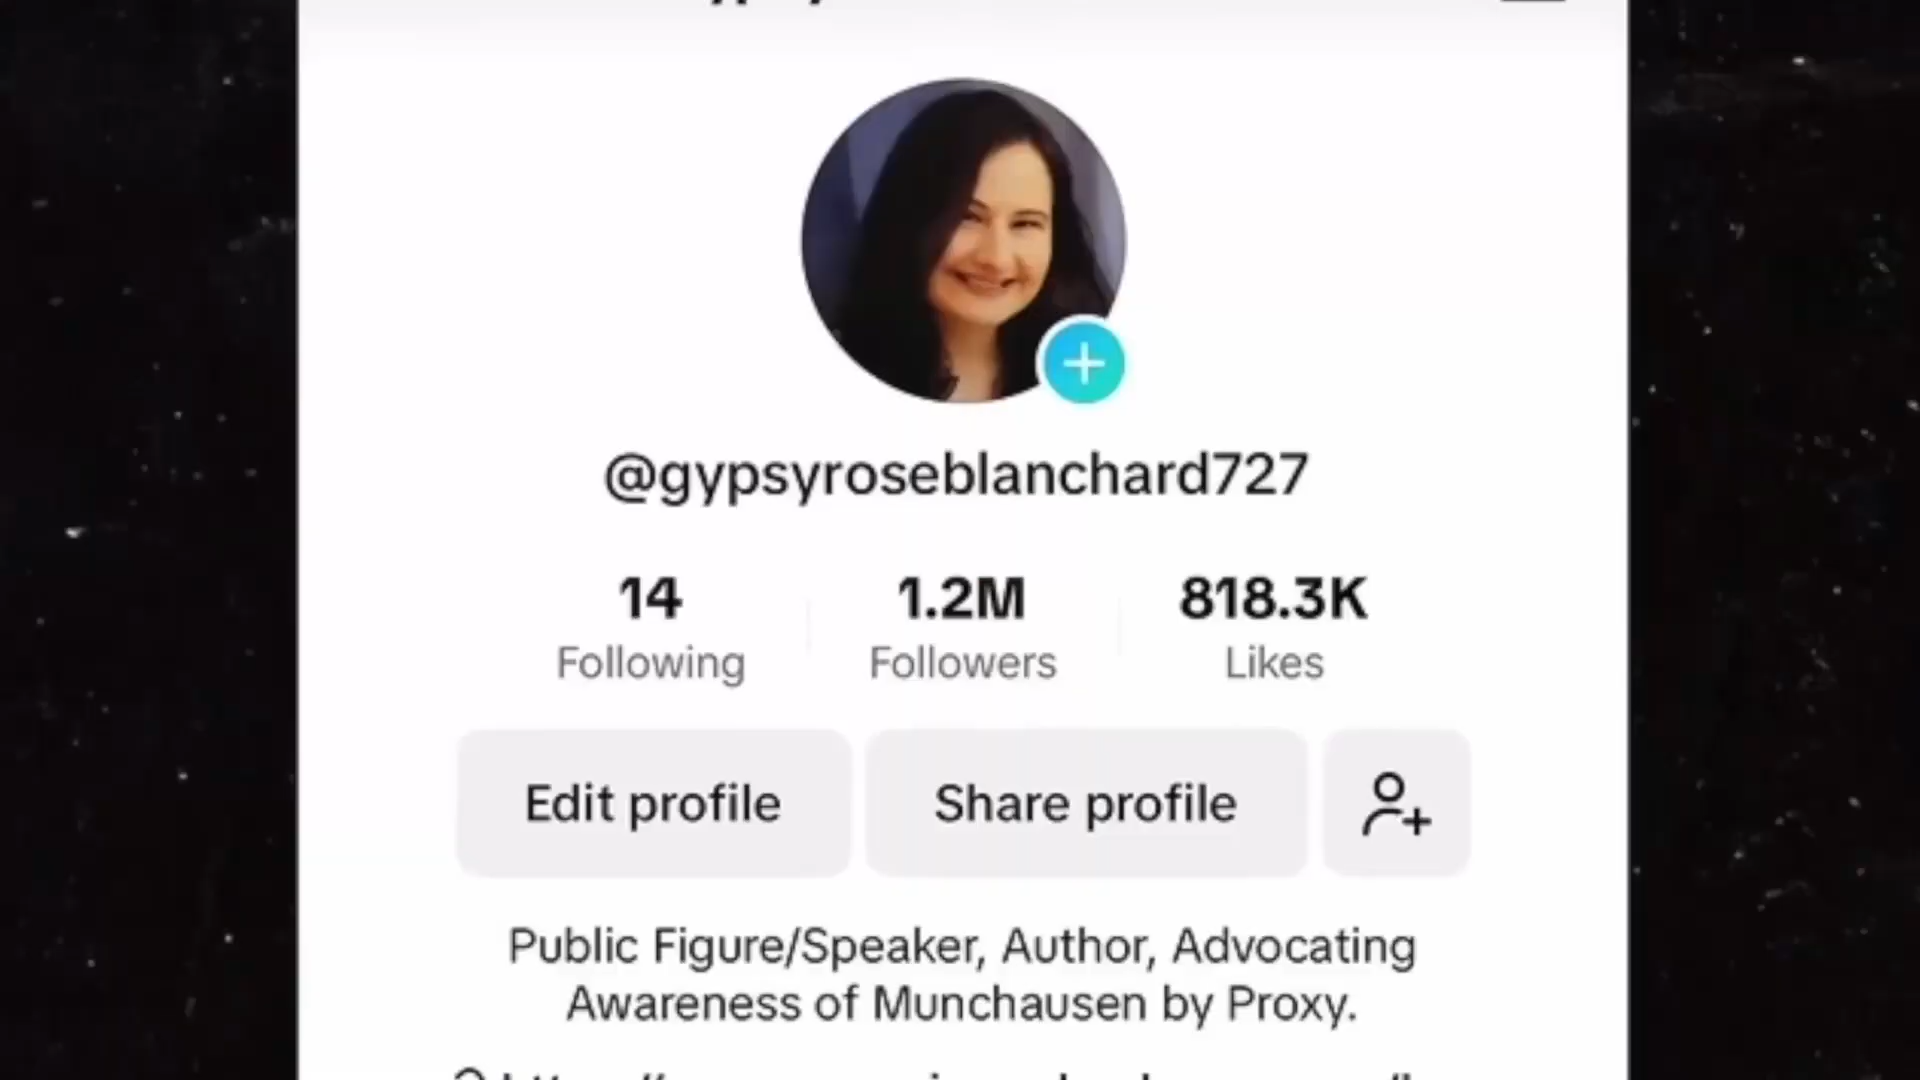 @gypsyroseblanchard727
14 1.2M 818.3K
Following Followers Likes
Edit profile Share profile
Public Figure/Speaker, Author, Advocating
Awareness of Munchausen by Proxy.